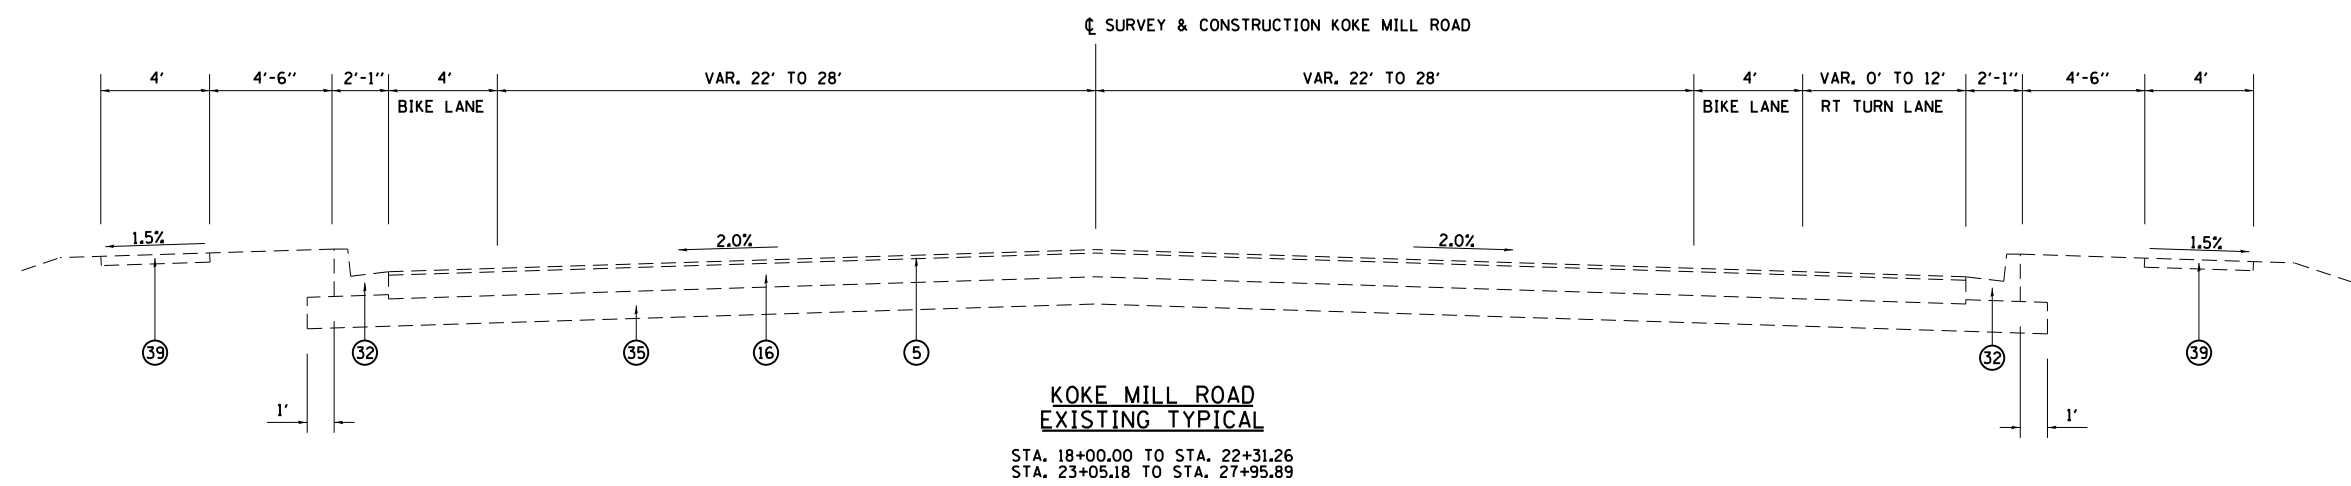 ℄ SURVEY & CONSTRUCTION KOKE MILL ROAD
4' 4'-6'' 2'-1'' 4' VAR. 22' TO 28' VAR. 22' TO 28' 4' VAR. 0' TO 12' 2'-1'' 4'-6'' 4'
BIKE LANE BIKE LANE RT TURN LANE
1.5% 2.0% 2.0% 1.5%
39 32 35 16 5 32 39
KOKE MILL ROAD
1' 1'
EXISTING TYPICAL
STA. 18+00.00 TO STA. 22+31.26
STA. 23+05.18 TO STA. 27+95.89